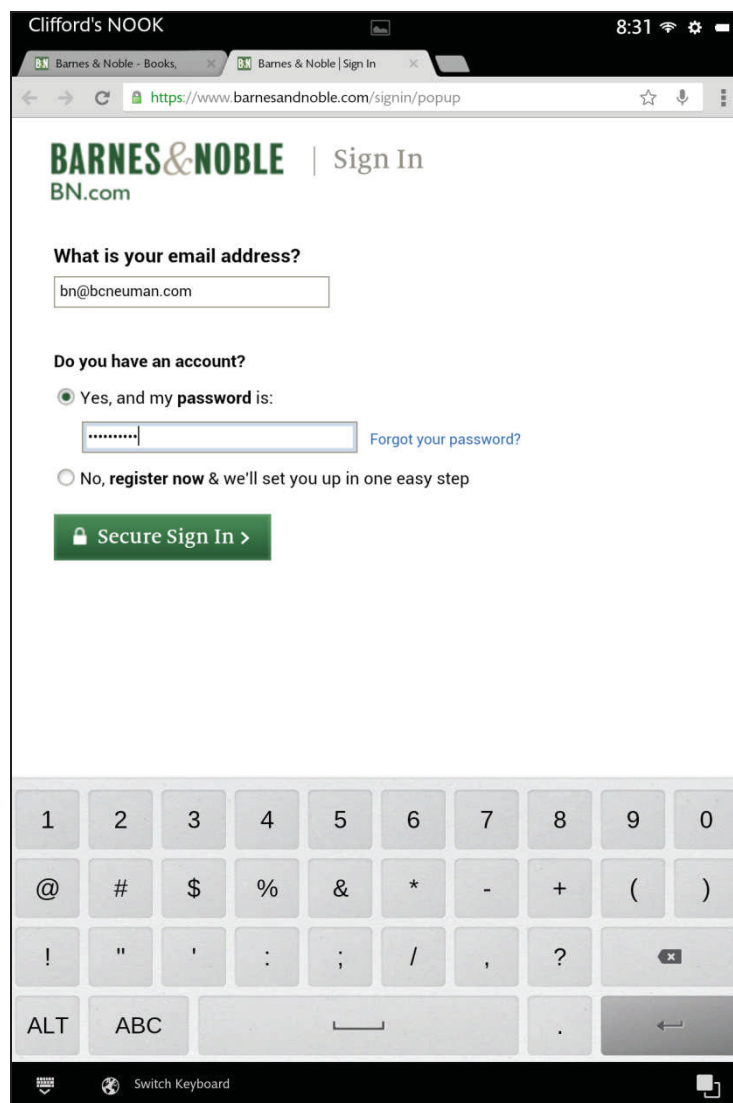 Clifford's NOOK 8:31
Barnes & Noble - Books, Barnes & Noble | Sign In
https://www.barnesandnoble.com/signin/popup
BARNES&NOBLE | Sign In
BN.com
What is your email address?
bn@bcneuman.com
Do you have an account?
Yes, and my password is:
•••••••••• Forgot your password?
No, register now & we'll set you up in one easy step
Secure Sign In >
1 2 3 4 5 6 7 8 9 0
@ # $ % & * - + ( )
! " ' : ; / , ?
ALT ABC .
Switch Keyboard